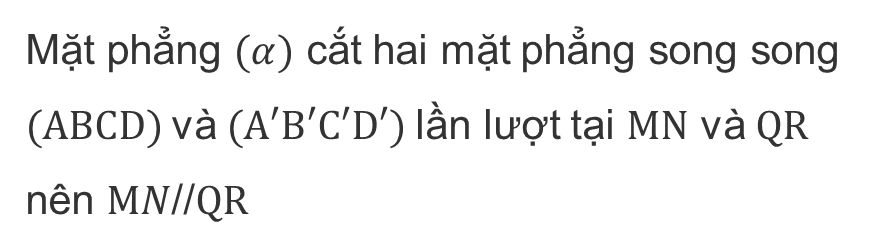 Mặt phẳng (α) cắt hai mặt phẳng song song
(ABCD) và (A′B′C′D′) lần lượt tại MN và QR
nên MN//QR